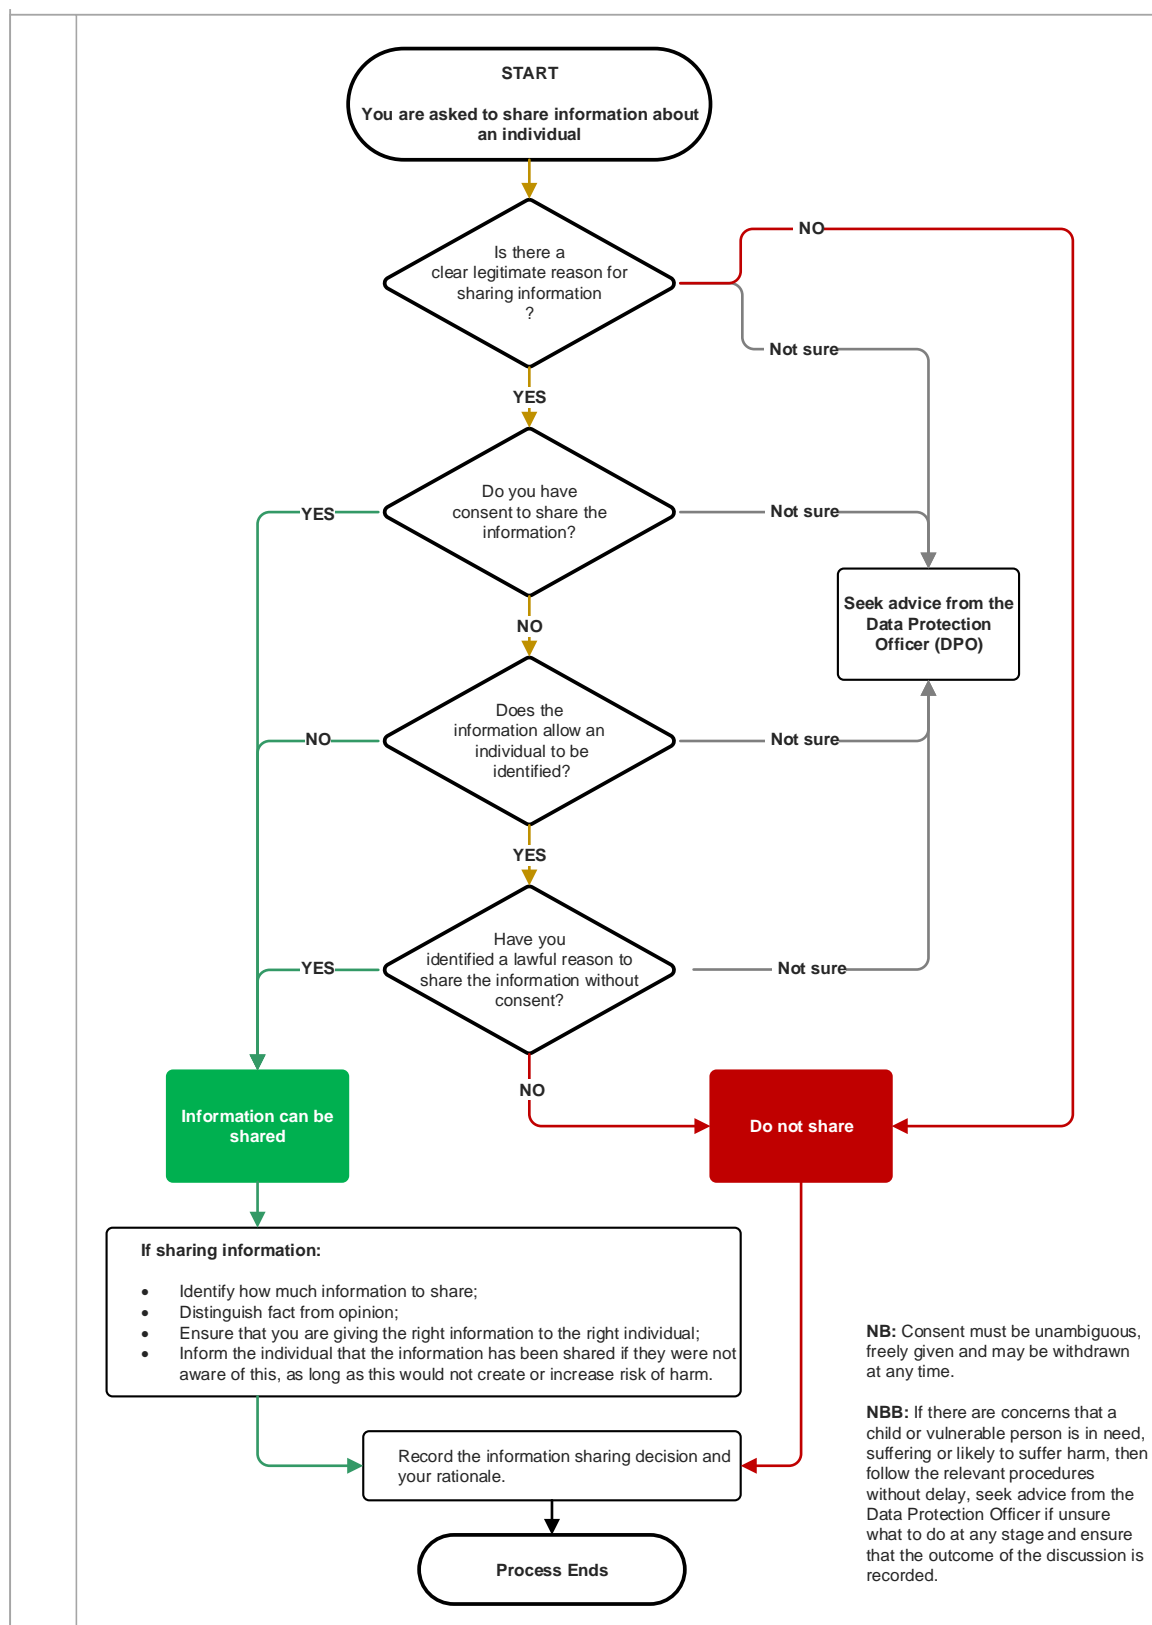 START
You are asked to share information about
an individual
NO
Is there a
clear legitimate reason for
sharing information
?
Not sure
YES
Do you have
consent to share the
information?
YES
Not sure
Seek advice from the
Data Protection
Officer (DPO)
NO
Does the
information allow an
individual to be
identified?
NO
Not sure
YES
Have you
identified a lawful reason to
share the information without
consent?
YES
Not sure
NO
Information can be
shared
Do not share
If sharing information:
• Identify how much information to share;
• Distinguish fact from opinion;
• Ensure that you are giving the right information to the right individual;
• Inform the individual that the information has been shared if they were not
aware of this, as long as this would not create or increase risk of harm.
NB: Consent must be unambiguous,
freely given and may be withdrawn
at any time.
NBB: If there are concerns that a
child or vulnerable person is in need,
suffering or likely to suffer harm, then
follow the relevant procedures
without delay, seek advice from the
Data Protection Officer if unsure
what to do at any stage and ensure
that the outcome of the discussion is
recorded.
Record the information sharing decision and
your rationale.
Process Ends